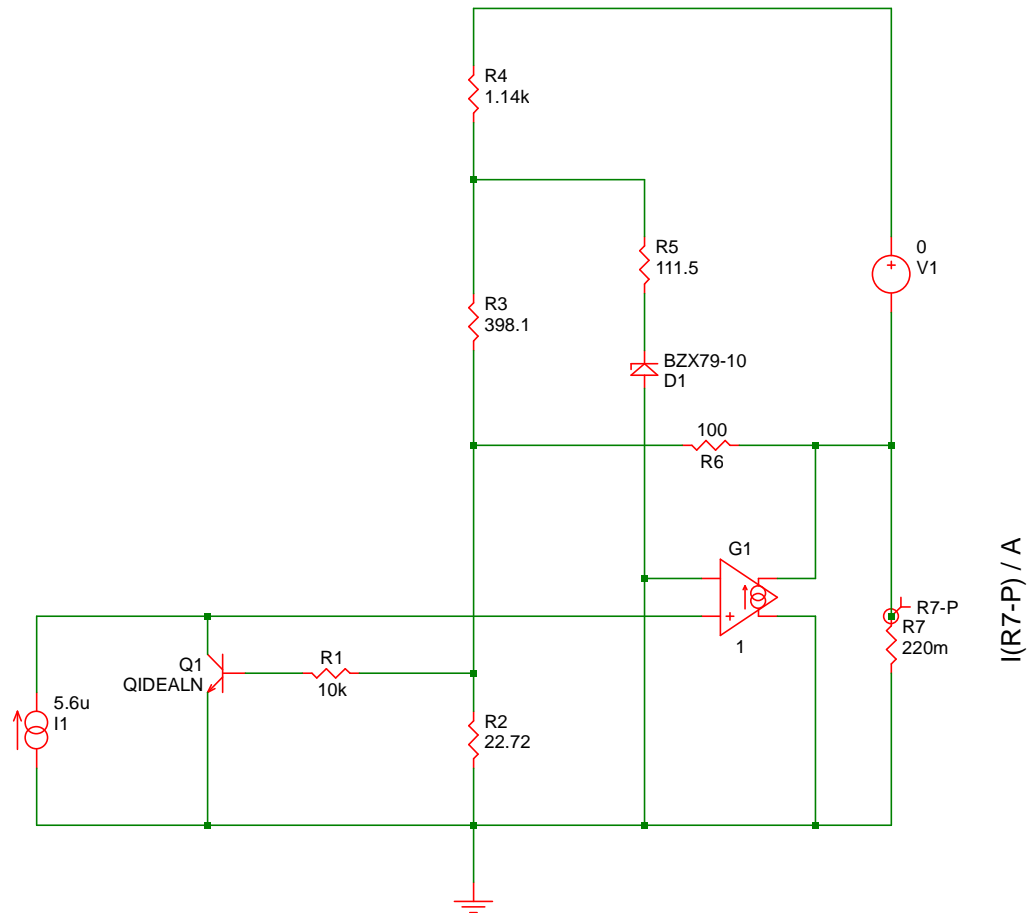 R4
1.14k
R5
111.5
0
V1
R3
398.1
BZX79-10
D1
100
R6
G1
+
1
R7-P
R7
220m
I(R7-P) / A
Q1
QIDEALN
R1
10k
5.6u
I1
R2
22.72